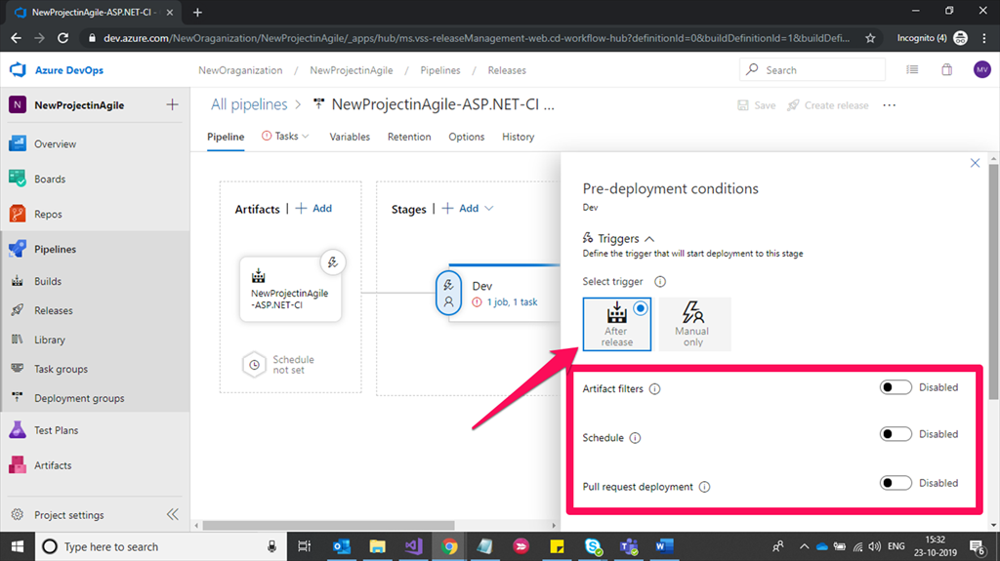 NewProjectinAgile-ASP.NET-CI -
dev.azure.com/NewOraganization/NewProjectinAgile/_apps/hub/ms.vss-releaseManagement-web.cd-workflow-hub?definitionId=0&buildDefinitionId=1&buildDefi...
Incognito (4)
Azure DevOps
NewOraganization / NewProjectinAgile / Pipelines / Releases
Search
MV
N NewProjectinAgile
All pipelines > NewProjectinAgile-ASP.NET-CI ...
Save
Create release
Overview
Boards
Repos
Pipelines
Builds
Releases
Library
Task groups
Deployment groups
Test Plans
Artifacts
Project settings
Pipeline Tasks Variables Retention Options History
Artifacts | + Add
NewProjectinAgile
-ASP.NET-CI
Schedule
not set
Stages | + Add
Dev
1 job, 1 task
Pre-deployment conditions
Dev
Triggers
Define the trigger that will start deployment to this stage
Select trigger
After
release
Manual
only
Artifact filters Disabled
Schedule Disabled
Pull request deployment Disabled
Type here to search
ENG
15:32
23-10-2019
6